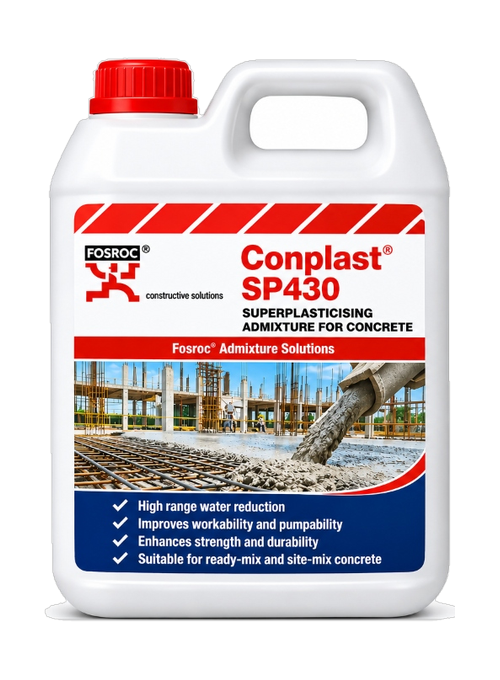 FOSROC®
constructive solutions
Conplast®
SP430
SUPERPLASTICISING
ADMIXTURE FOR CONCRETE
Fosroc® Admixture Solutions
✓ High range water reduction
✓ Improves workability and pumpability
✓ Enhances strength and durability
✓ Suitable for ready-mix and site-mix concrete